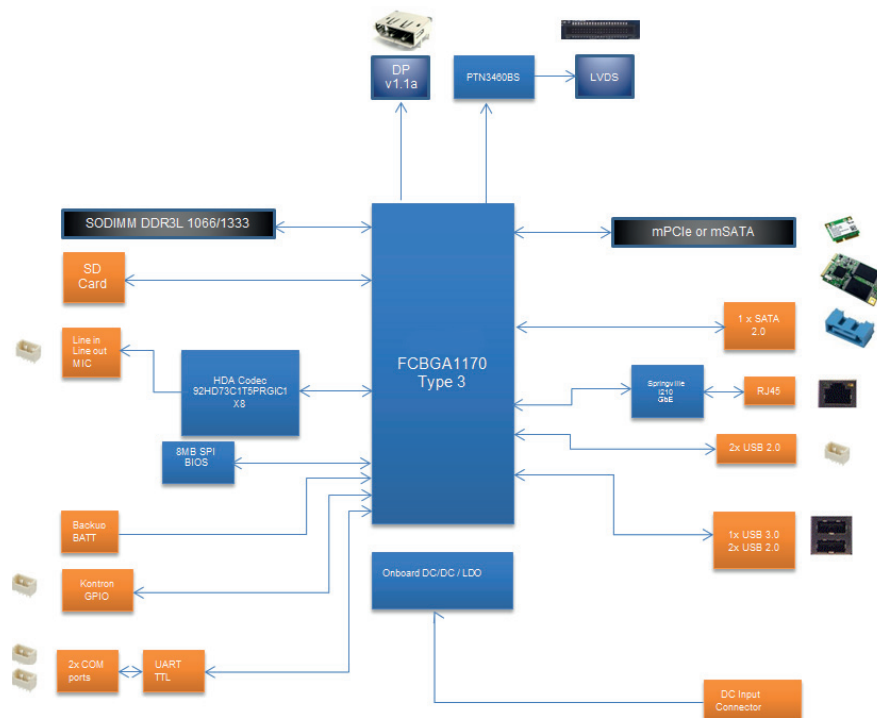 DP
v1.1a
PTN3460BS
LVDS
SODIMM DDR3L 1066/1333
mPCIe or mSATA
SD
Card
1 x SATA
2.0
Line in
Line out
MIC
HDA Codec
92HD73C1T5PRGIC1
X8
FCBGA1170
Type 3
Springville
I210
GbE
RJ45
8MB SPI
BIOS
2x USB 2.0
Backup
BATT
1x USB 3.0
2x USB 2.0
Kontron
GPIO
Onboard DC/DC / LDO
2x COM
ports
UART
TTL
DC Input
Connector